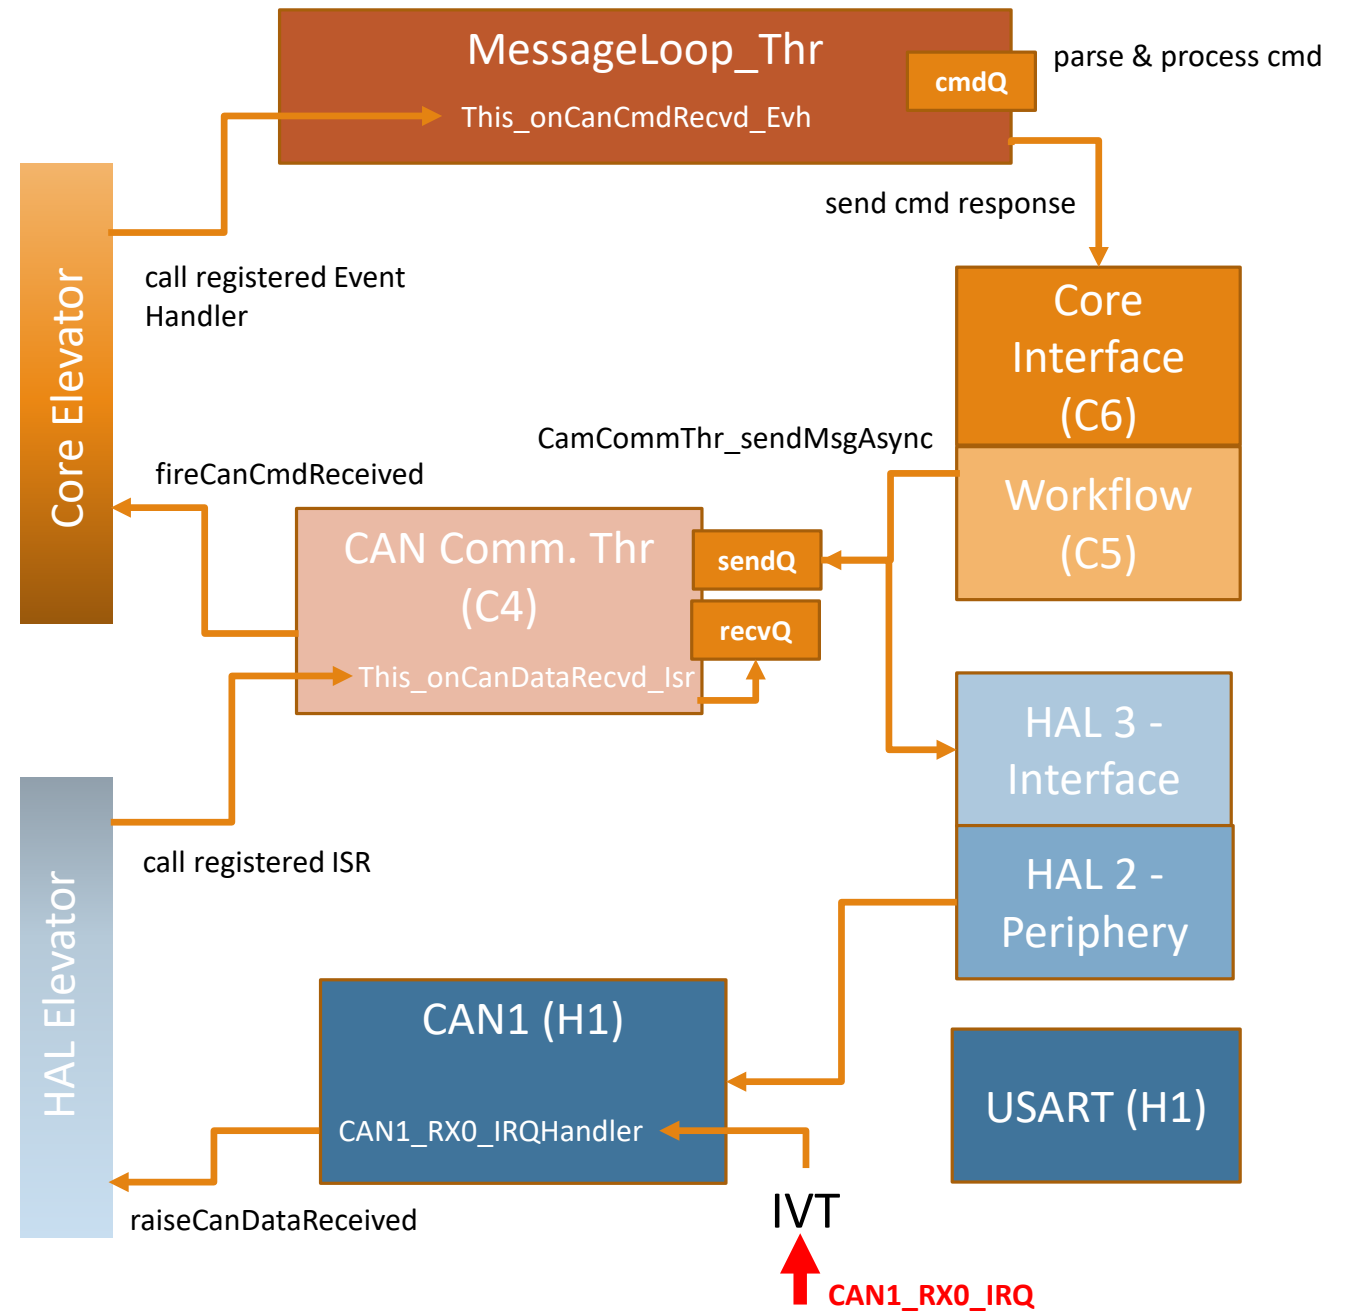 MessageLoop_Thr
cmdQ
parse & process cmd
This_onCanCmdRecvd_Evh
send cmd response
Core Elevator
call registered Event
Handler
Core
Interface
(C6)
CamCommThr_sendMsgAsync
fireCanCmdReceived
Workflow
(C5)
CAN Comm. Thr
(C4)
sendQ
recvQ
This_onCanDataRecvd_Isr
HAL 3 -
Interface
HAL Elevator
call registered ISR
HAL 2 -
Periphery
CAN1 (H1)
CAN1_RX0_IRQHandler
USART (H1)
raiseCanDataReceived
IVT
CAN1_RX0_IRQ